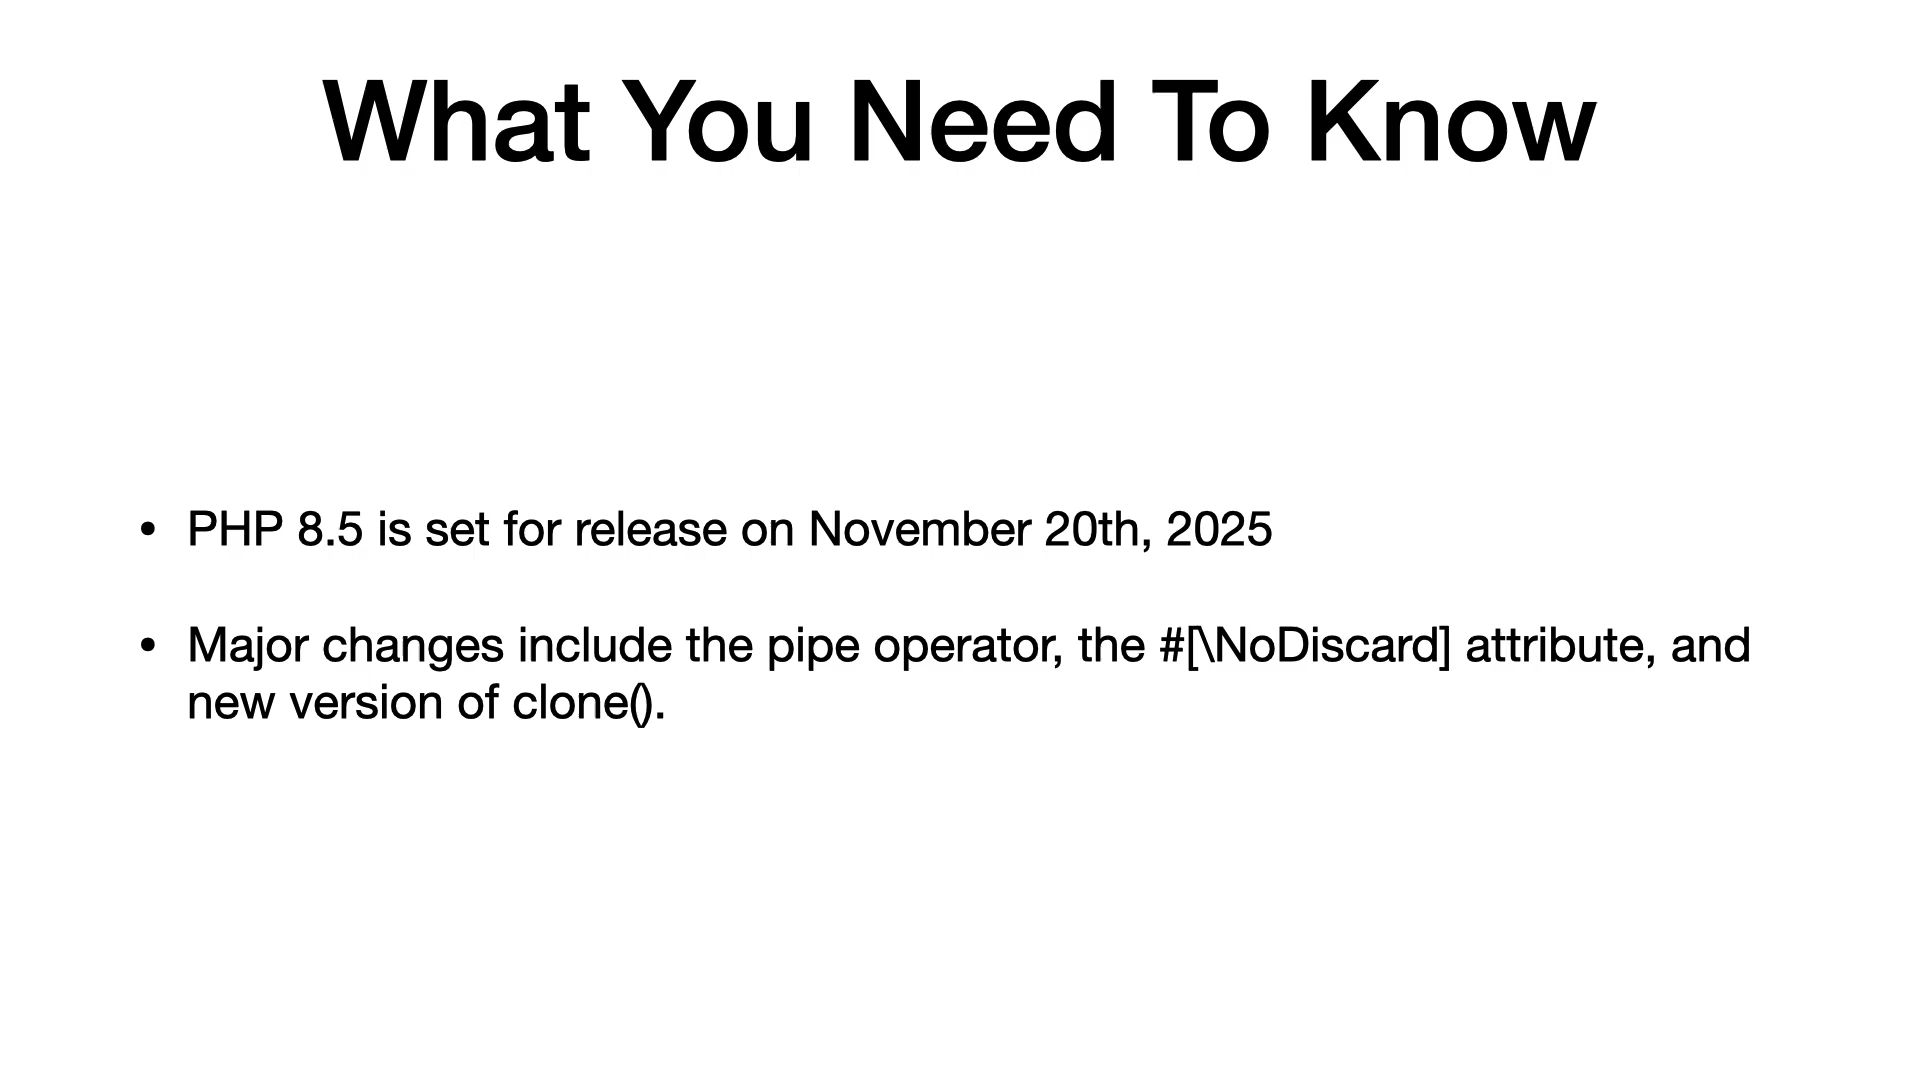 What You Need To Know
• PHP 8.5 is set for release on November 20th, 2025
• Major changes include the pipe operator, the #[\NoDiscard] attribute, and
new version of clone().